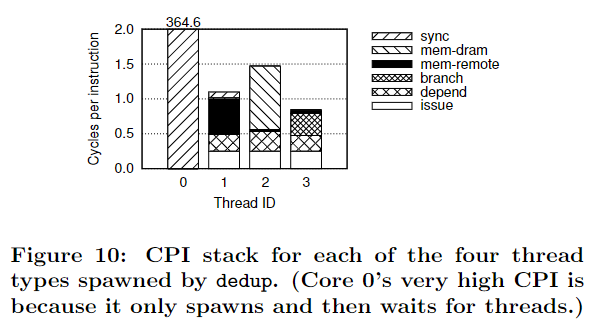 364.6
2.0
1.5
1.0
0.5
0.0
Cycles per instruction
0 1 2 3
Thread ID
sync
mem-dram
mem-remote
branch
depend
issue
Figure 10: CPI stack for each of the four thread
types spawned by dedup. (Core 0's very high CPI is
because it only spawns and then waits for threads.)